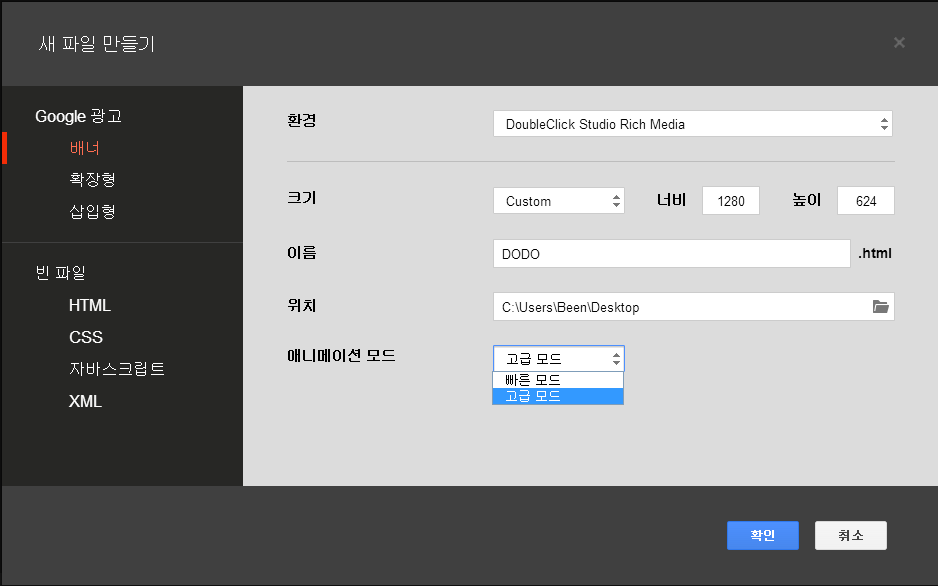 새 파일 만들기
Google 광고
배너
확장형
삽입형
빈 파일
HTML
CSS
자바스크립트
XML
환경 DoubleClick Studio Rich Media
크기 Custom 너비 1280 높이 624
이름 DODO .html
위치 C:\Users\Been\Desktop
애니메이션 모드 고급 모드
빠른 모드
고급 모드
확인 취소